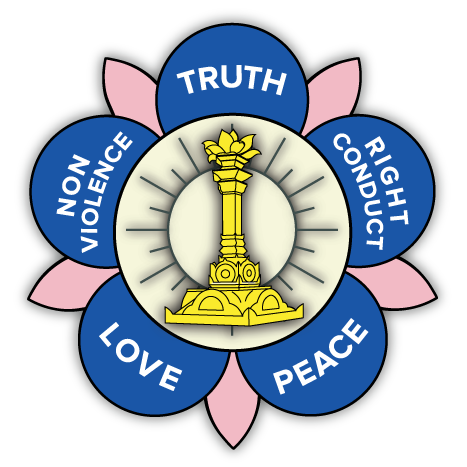 TRUTH
RIGHT
CONDUCT
PEACE
LOVE
NON
VIOLENCE